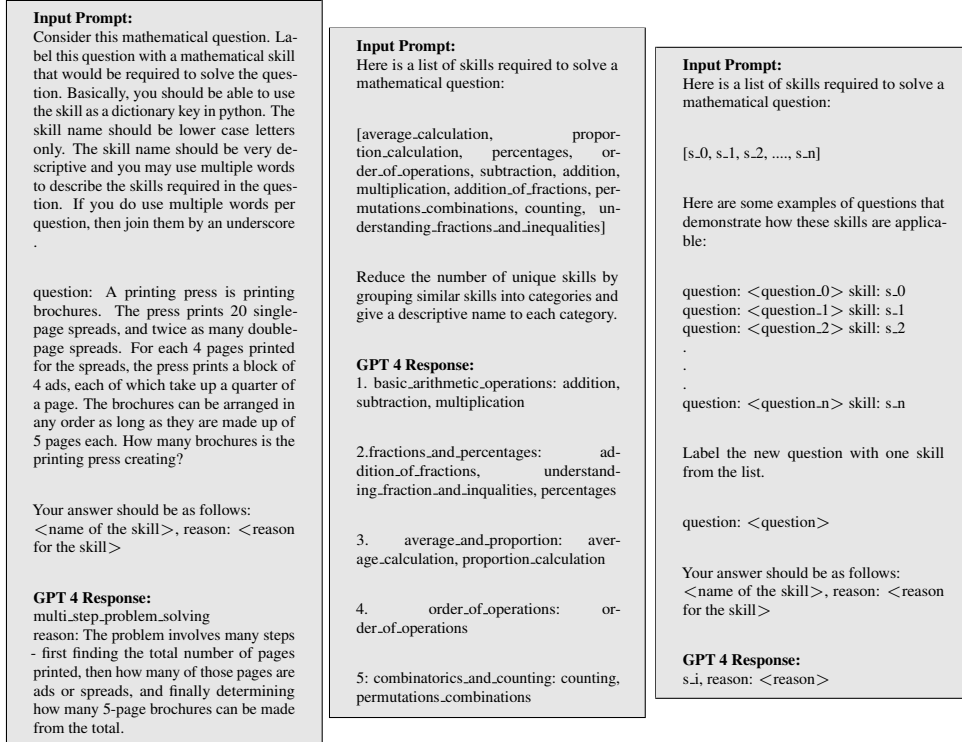 Input Prompt:
Consider this mathematical question. La-
bel this question with a mathematical skill
that would be required to solve the ques-
tion. Basically, you should be able to use
the skill as a dictionary key in python. The
skill name should be lower case letters
only. The skill name should be very de-
scriptive and you may use multiple words
to describe the skills required in the ques-
tion. If you do use multiple words per
question, then join them by an underscore
.
question: A printing press is printing
brochures. The press prints 20 single-
page spreads, and twice as many double-
page spreads. For each 4 pages printed
for the spreads, the press prints a block of
4 ads, each of which take up a quarter of
a page. The brochures can be arranged in
any order as long as they are made up of
5 pages each. How many brochures is the
printing press creating?
Your answer should be as follows:
<name of the skill>, reason: <reason
for the skill>
GPT 4 Response:
multi_step_problem_solving
reason: The problem involves many steps
- first finding the total number of pages
printed, then how many of those pages are
ads or spreads, and finally determining
how many 5-page brochures can be made
from the total.
Input Prompt:
Here is a list of skills required to solve a
mathematical question:
[average_calculation, propor-
tion_calculation, percentages, or-
der_of_operations, subtraction, addition,
multiplication, addition_of_fractions, per-
mutations_combinations, counting, un-
derstanding_fractions_and_inequalities]
Reduce the number of unique skills by
grouping similar skills into categories and
give a descriptive name to each category.
GPT 4 Response:
1. basic_arithmetic_operations: addition,
subtraction, multiplication
2.fractions_and_percentages: ad-
dition_of_fractions, understand-
ing_fraction_and_inqualities, percentages
3. average_and_proportion: aver-
age_calculation, proportion_calculation
4. order_of_operations: or-
der_of_operations
5: combinatorics_and_counting: counting,
permutations_combinations
Input Prompt:
Here is a list of skills required to solve a
mathematical question:
[s_0, s_1, s_2, ...., s_n]
Here are some examples of questions that
demonstrate how these skills are applica-
ble:
question: <question_0> skill: s_0
question: <question_1> skill: s_1
question: <question_2> skill: s_2
.
.
.
question: <question_n> skill: s_n
Label the new question with one skill
from the list.
question: <question>
Your answer should be as follows:
<name of the skill>, reason: <reason
for the skill>
GPT 4 Response:
s_i, reason: <reason>